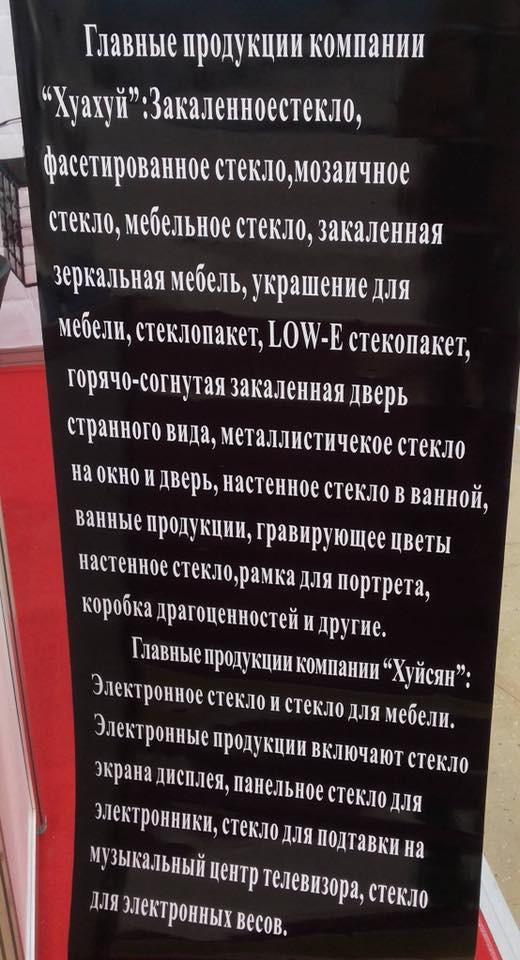 Главные продукции компании
“Хуахуй”:Закаленноестекло,
фасетированное стекло,мозаичное
стекло, мебельное стекло, закаленная
зеркальная мебель, украшение для
мебели, стеклопакет, LOW-E стекопакет,
горячо-согнутая закаленная дверь
странного вида, металлистичекое стекло
на окно и дверь, настенное стекло в ванной,
ванные продукции, гравирующее цветы
настенное стекло,рамка для портрета,
коробка драгоценностей и другие.
Главные продукции компании “Хуйсян”:
Электронное стекло и стекло для мебели.
Электронные продукции включают стекло
экрана дисплея, панельное стекло для
электронники, стекло для подтавки на
музыкальный центр телевизора, стекло
для электронных весов.